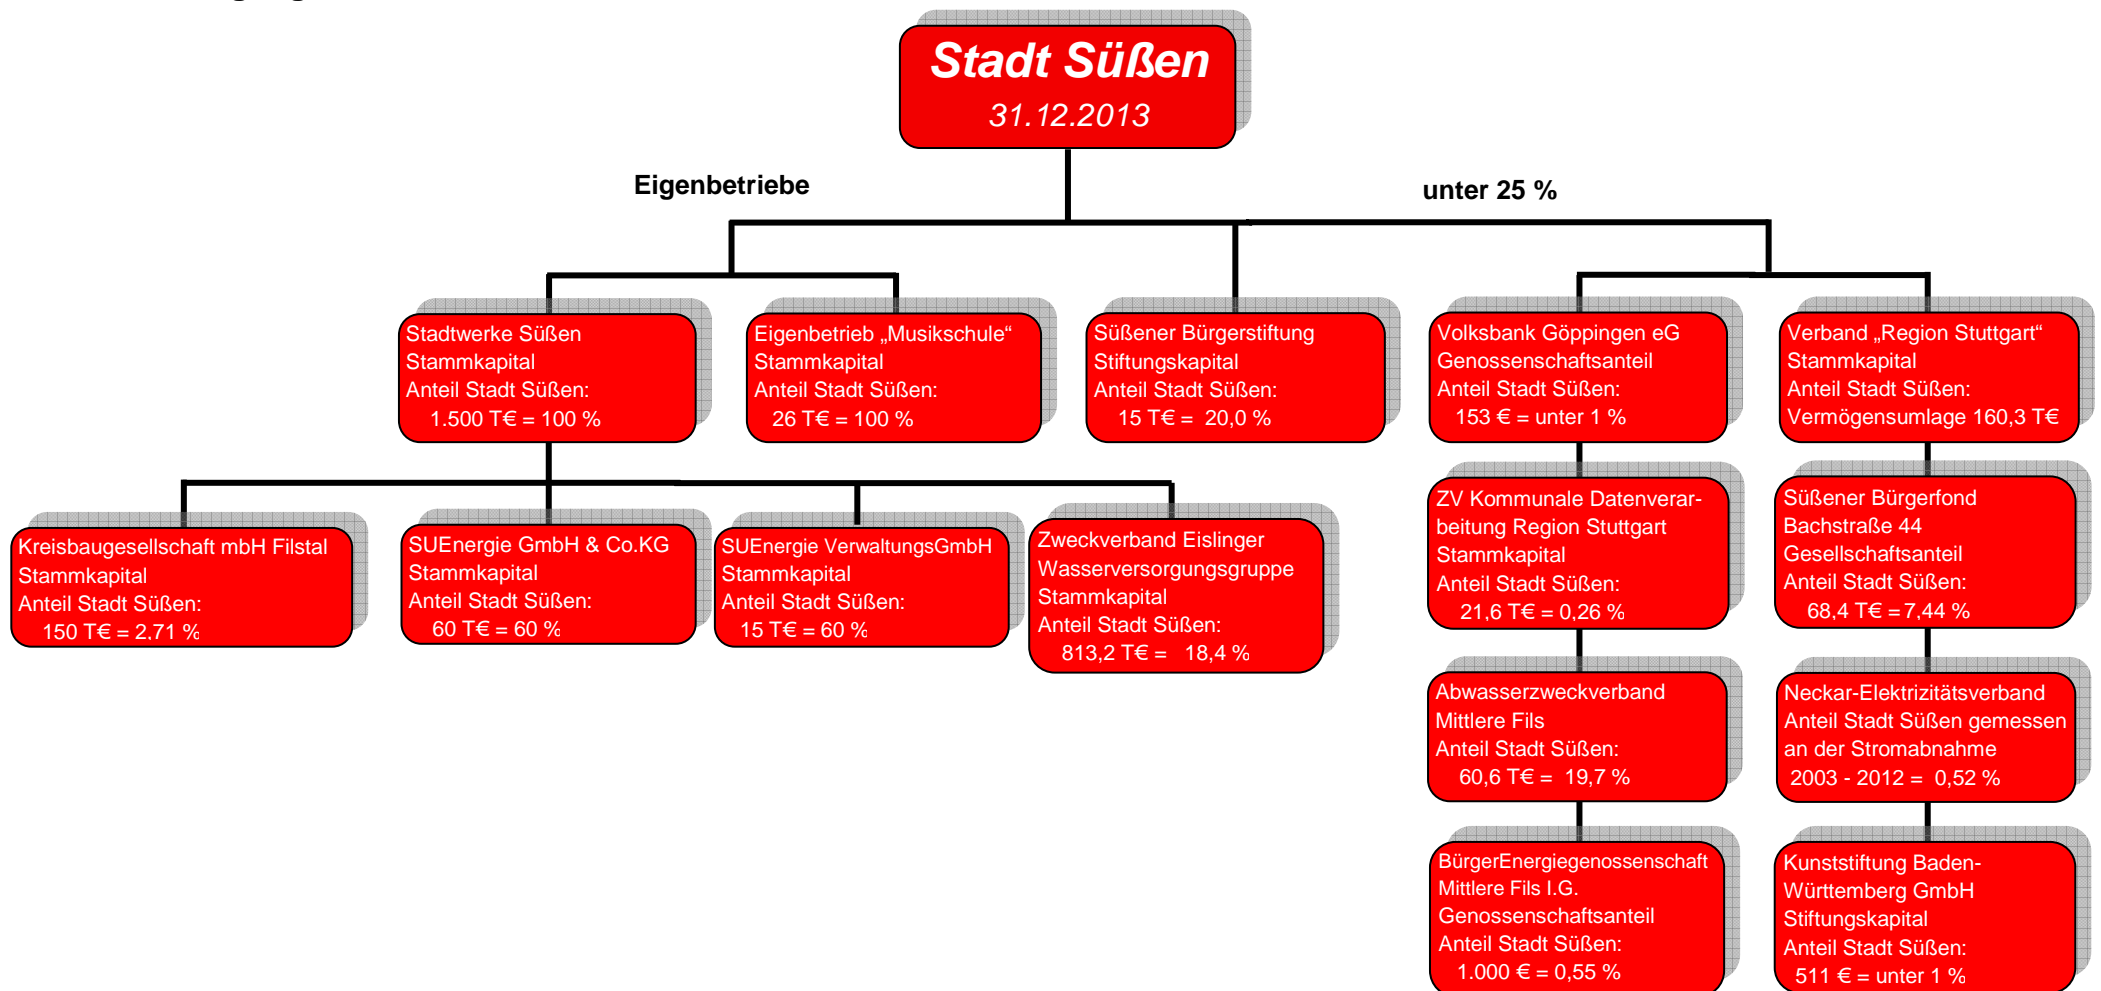 Stadt Süßen
31.12.2013
Eigenbetriebe
unter 25 %
Stadtwerke Süßen
Stammkapital
Anteil Stadt Süßen:
1.500 T€ = 100 %
Eigenbetrieb „Musikschule“
Stammkapital
Anteil Stadt Süßen:
26 T€ = 100 %
Süßener Bürgerstiftung
Stiftungskapital
Anteil Stadt Süßen:
15 T€ = 20,0 %
Volksbank Göppingen eG
Genossenschaftsanteil
Anteil Stadt Süßen:
153 € = unter 1 %
Verband „Region Stuttgart“
Stammkapital
Anteil Stadt Süßen:
Vermögensumlage 160,3 T€
Kreisbaugesellschaft mbH Filstal
Stammkapital
Anteil Stadt Süßen:
150 T€ = 2,71 %
SUEnergie GmbH & Co.KG
Stammkapital
Anteil Stadt Süßen:
60 T€ = 60 %
SUEnergie VerwaltungsGmbH
Stammkapital
Anteil Stadt Süßen:
15 T€ = 60 %
Zweckverband Eislinger
Wasserversorgungsgruppe
Stammkapital
Anteil Stadt Süßen:
813,2 T€ = 18,4 %
ZV Kommunale Datenverar-
beitung Region Stuttgart
Stammkapital
Anteil Stadt Süßen:
21,6 T€ = 0,26 %
Süßener Bürgerfond
Bachstraße 44
Gesellschaftsanteil
Anteil Stadt Süßen:
68,4 T€ = 7,44 %
Abwasserzweckverband
Mittlere Fils
Anteil Stadt Süßen:
60,6 T€ = 19,7 %
Neckar-Elektrizitätsverband
Anteil Stadt Süßen gemessen
an der Stromabnahme
2003 - 2012 = 0,52 %
BürgerEnergiegenossenschaft
Mittlere Fils I.G.
Genossenschaftsanteil
Anteil Stadt Süßen:
1.000 € = 0,55 %
Kunststiftung Baden-
Württemberg GmbH
Stiftungskapital
Anteil Stadt Süßen:
511 € = unter 1 %